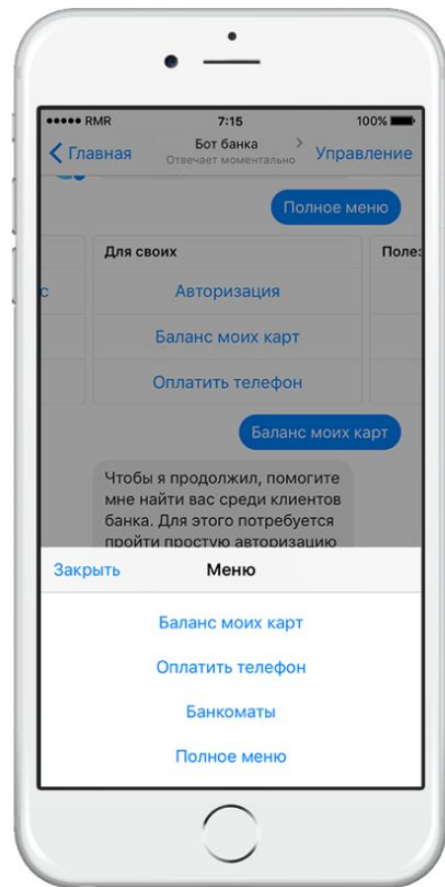 RMR
7:15
100%
Главная
Бот банка
Отвечает моментально
Управление
Полное меню
Для своих
Поле
с
Авторизация
Баланс моих карт
Оплатить телефон
Баланс моих карт
Чтобы я продолжил, помогите
мне найти вас среди клиентов
банка. Для этого потребуется
пройти простую авторизацию
Закрыть
Меню
Баланс моих карт
Оплатить телефон
Банкоматы
Полное меню